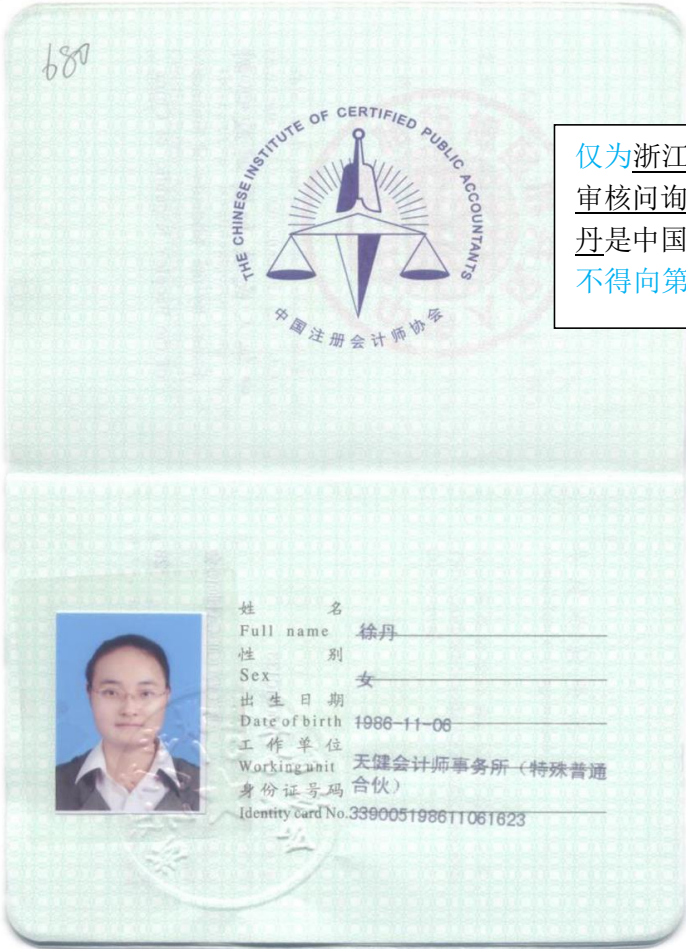 680
THE CHINESE INSTITUTE OF CERTIFIED PUBLIC ACCOUNTANTS
中国注册会计师协会
仅为浙江
审核问询
丹是中国
不得向第
姓 名
Full name 徐丹
性 别
Sex 女
出 生 日 期
Date of birth 1986-11-06
工 作 单 位
Working unit 天健会计师事务所（特殊普通
身份证号码 合伙）
Identity card No. 339005198611061623